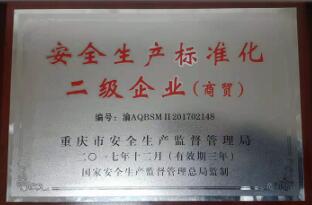 安全生产标准化
二级企业(商贸)
编号:渝AQBSMⅡ201702148
重庆市安全生产监督管理局
二〇一七年十二月(有效期三年)
国家安全生产监督管理总局监制